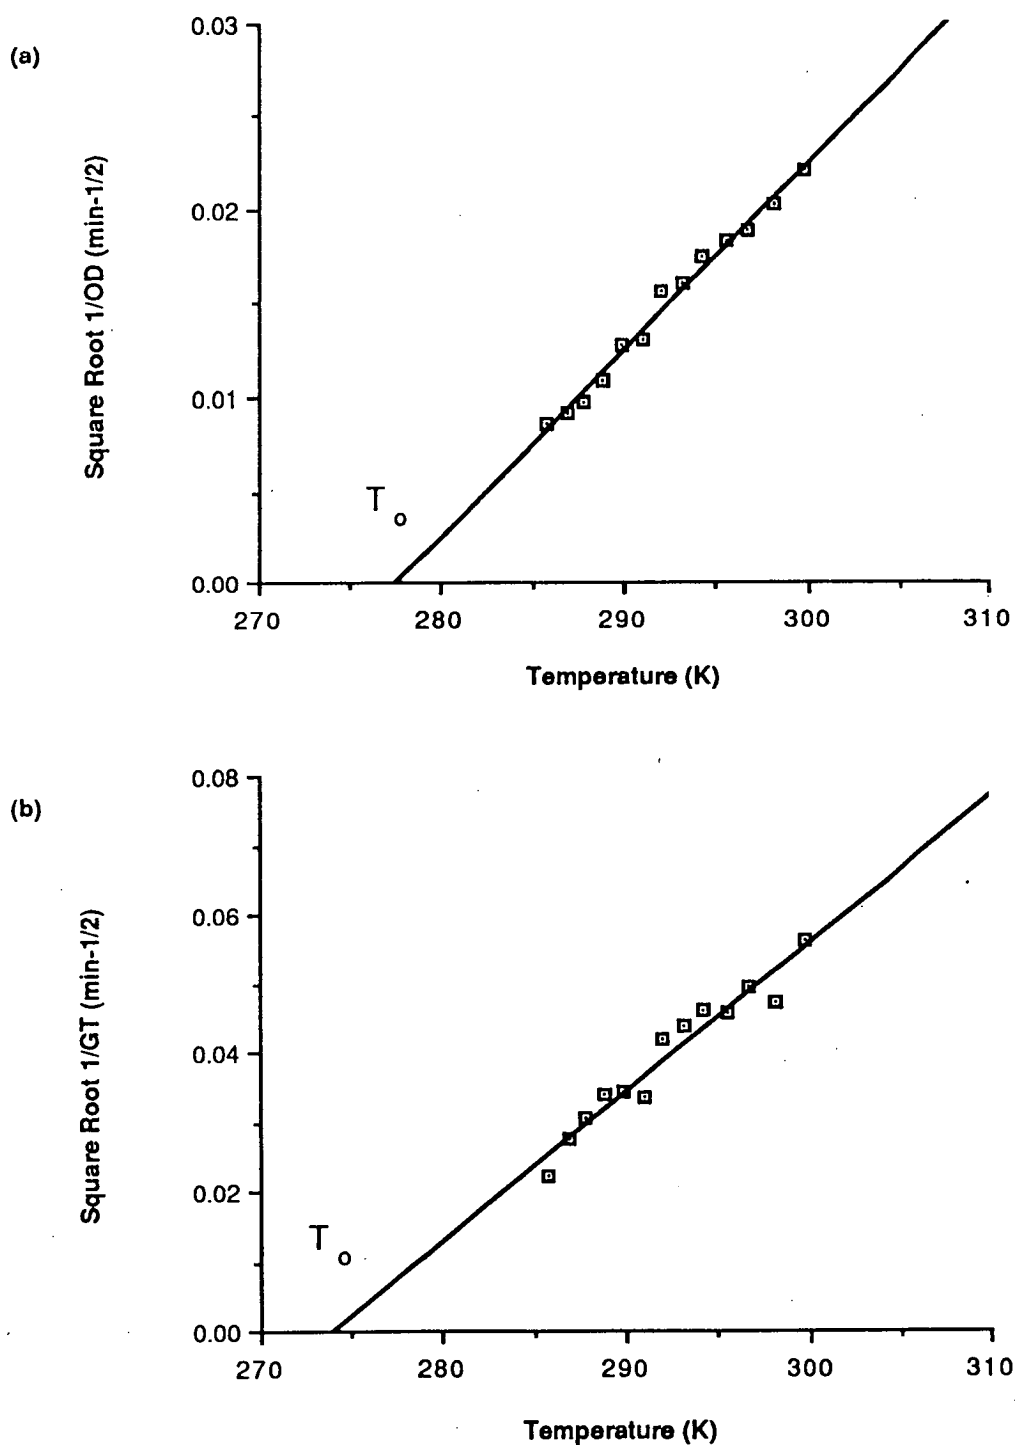 (a)
0.03
0.02
0.01
0.00
Square Root 1/OD (min-1/2)
To
270 280 290 300 310
Temperature (K)
(b)
0.08
0.06
0.04
0.02
0.00
Square Root 1/GT (min-1/2)
To
270 280 290 300 310
Temperature (K)